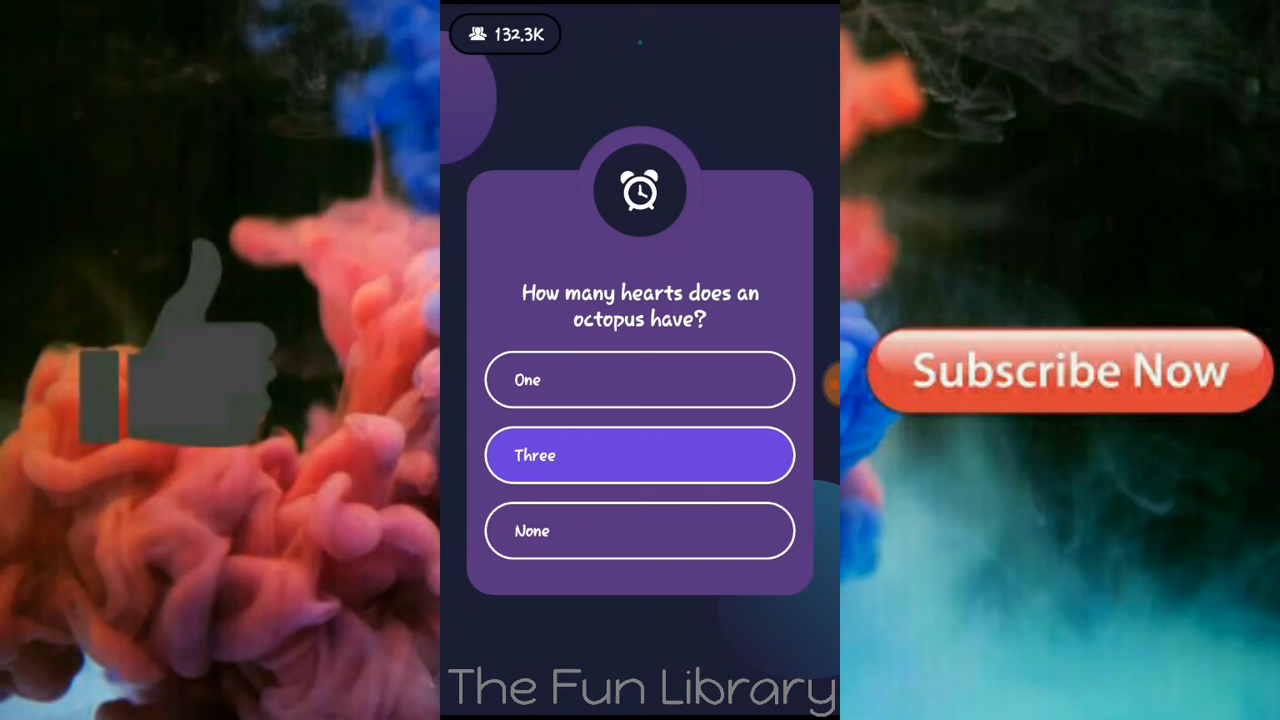 132.3K
How many hearts does an
octopus have?
One
Three
None
Subscribe Now
The Fun Library